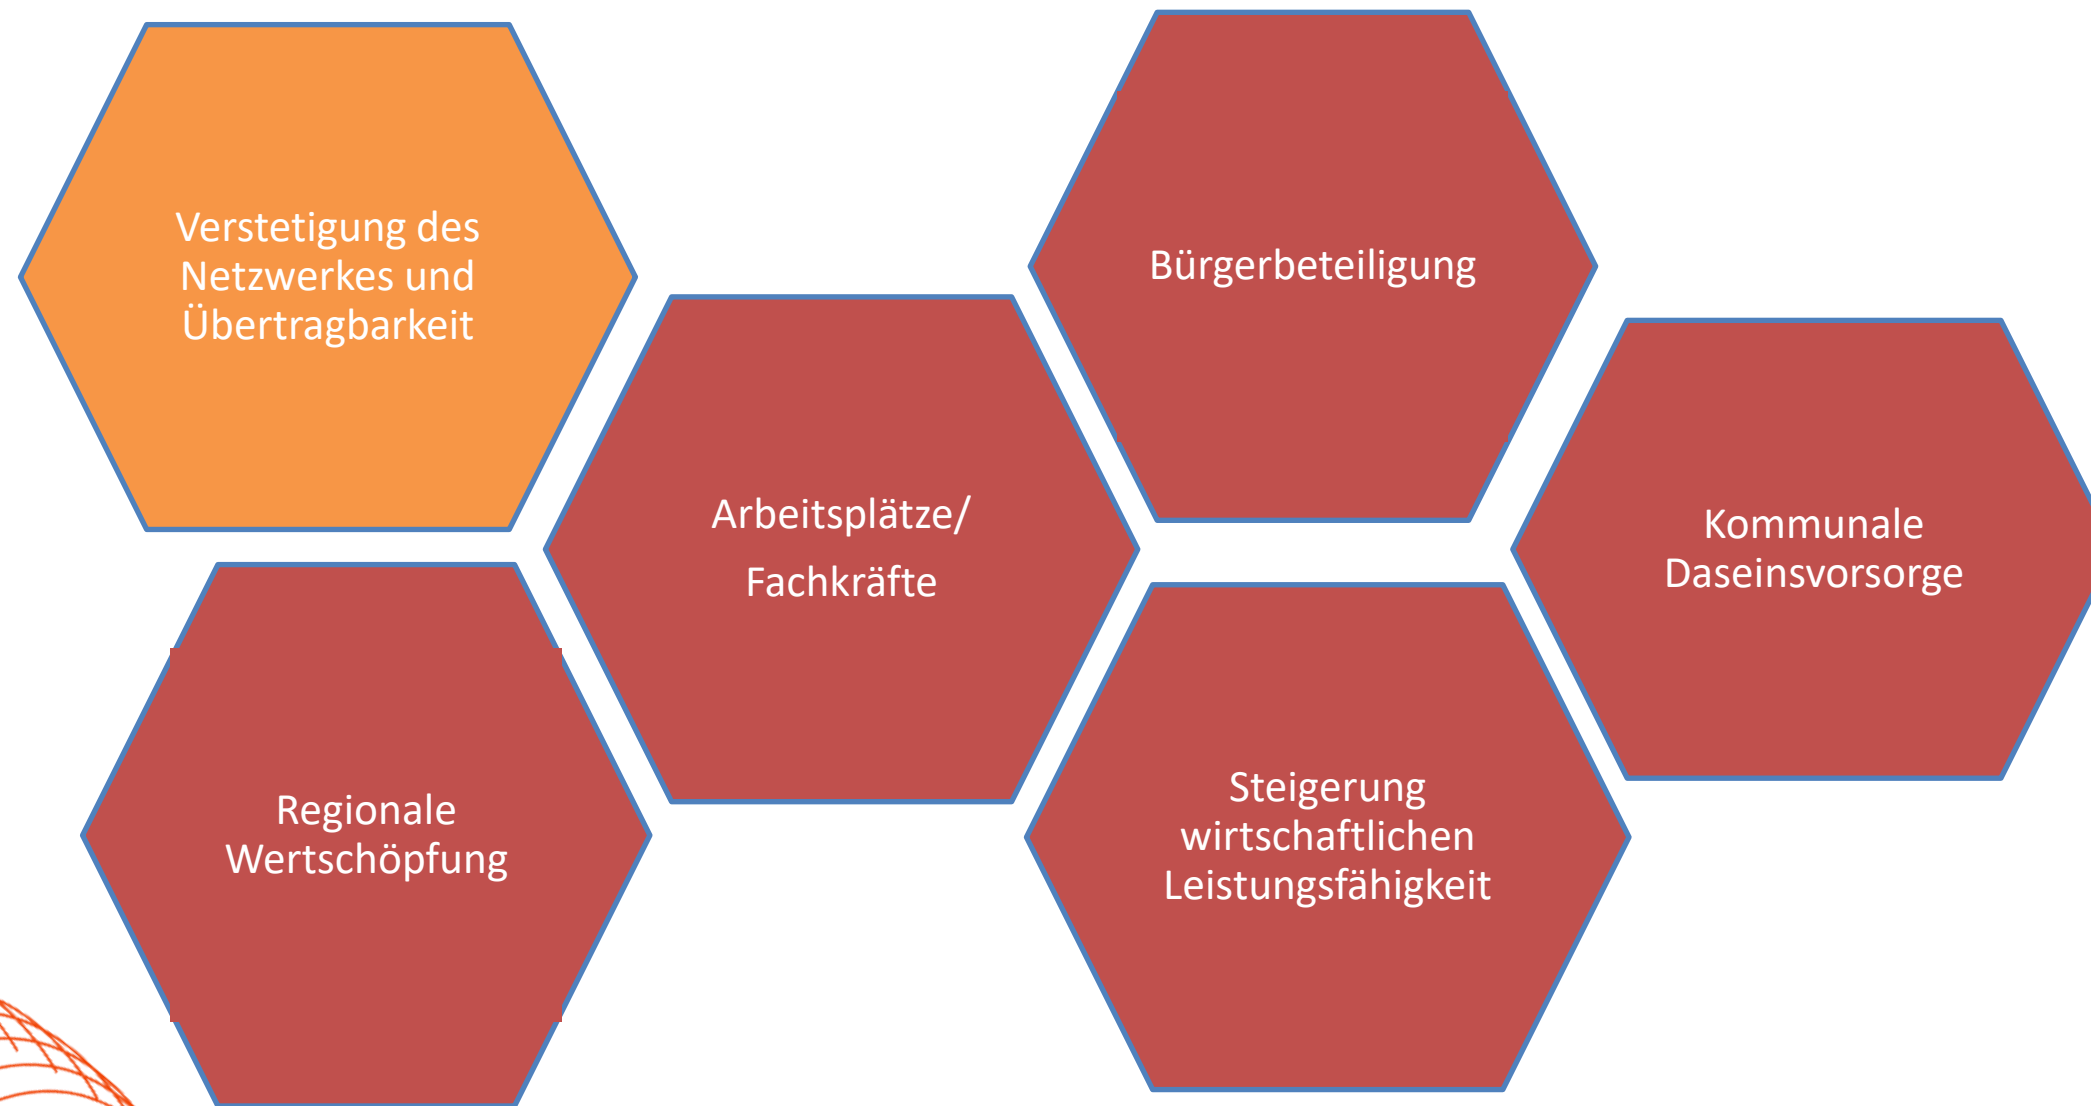 Verstetigung des
Netzwerkes und
Übertragbarkeit
Bürgerbeteiligung
Arbeitsplätze/
Fachkräfte
Kommunale
Daseinsvorsorge
Regionale
Wertschöpfung
Steigerung
wirtschaftlichen
Leistungsfähigkeit